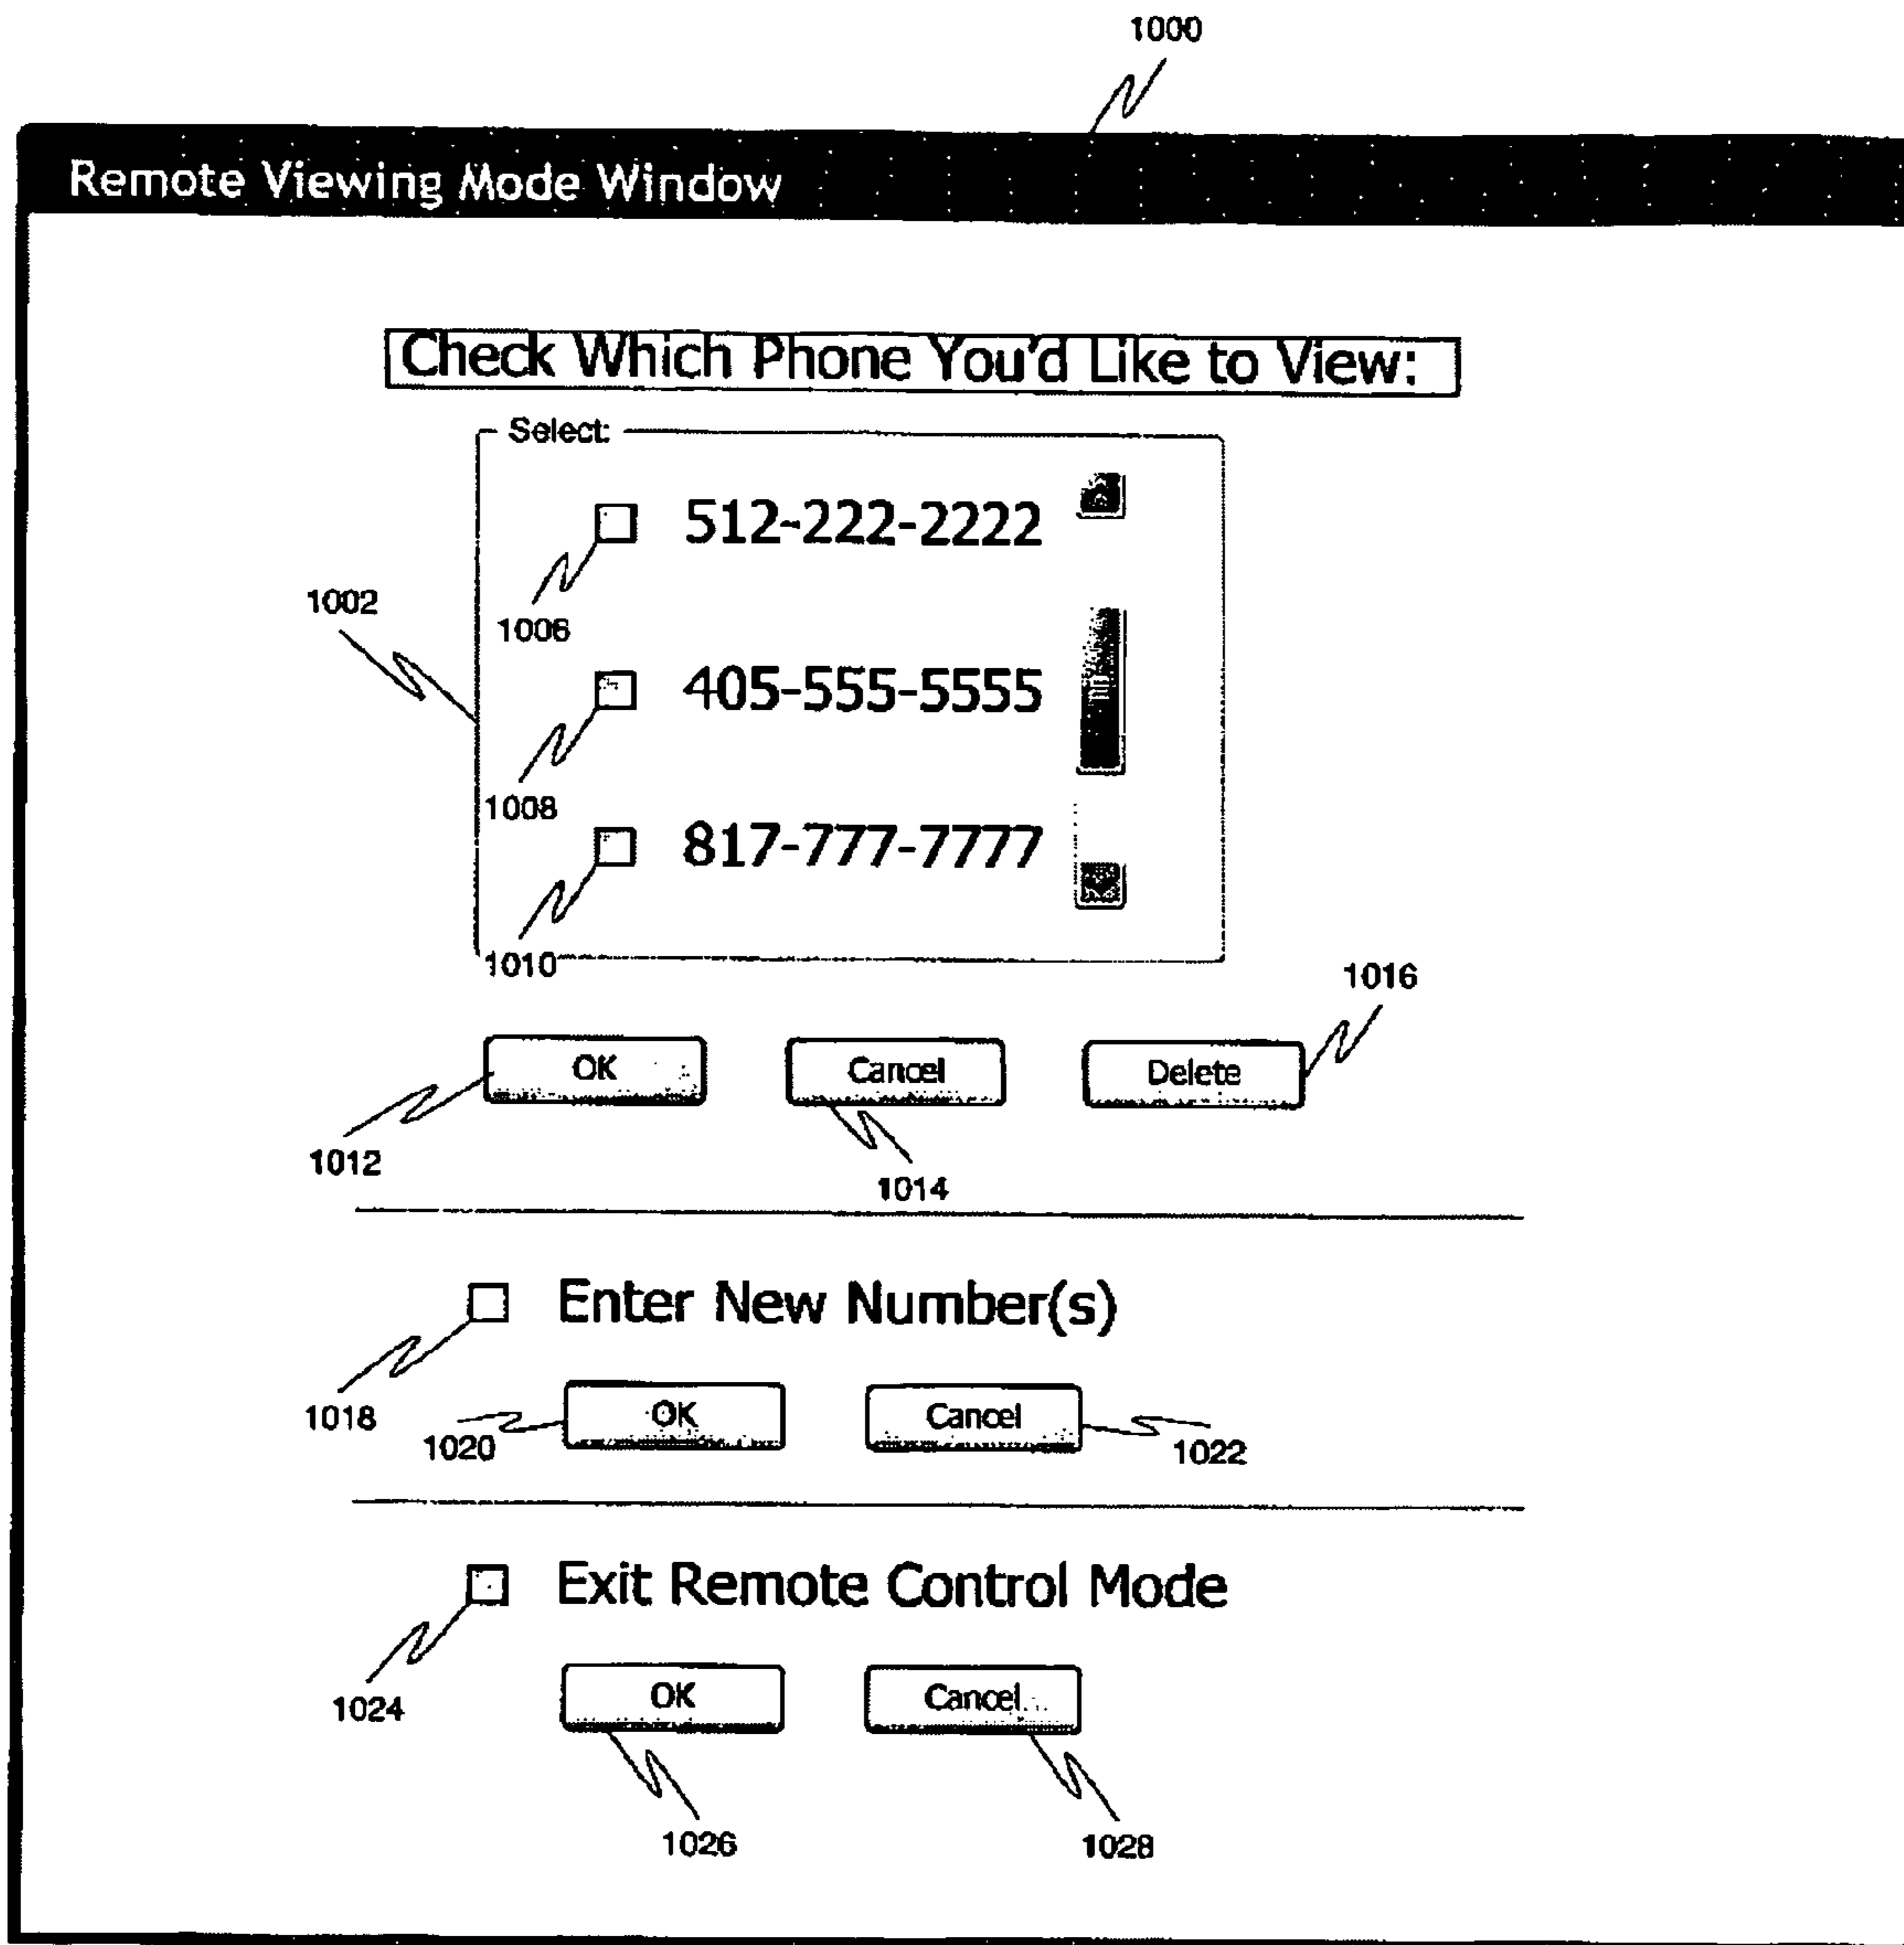 1000
Remote Viewing Mode Window
Check Which Phone You'd Like to View:
Select:
512-222-2222
1002
1006
405-555-5555
1008
817-777-7777
1010
1016
OK Cancel Delete
1012
1014
Enter New Number(s)
1018
OK Cancel
1020
1022
Exit Remote Control Mode
1024
OK Cancel
1026
1028